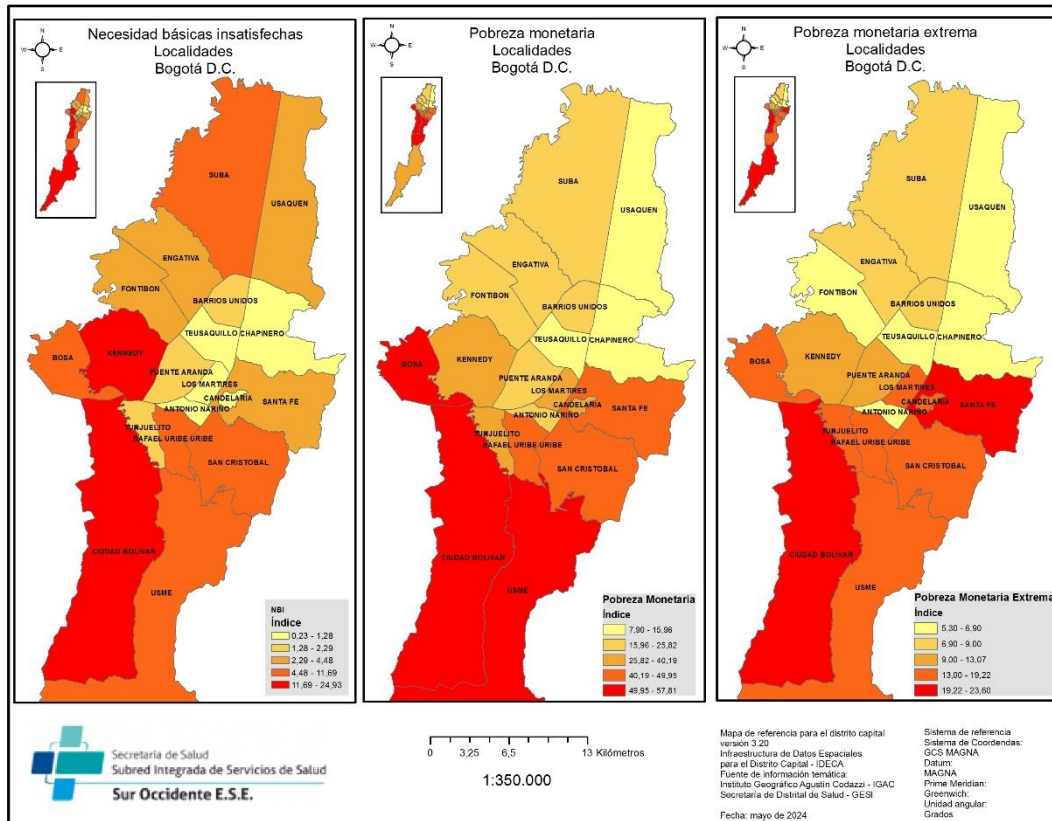 Necesidad básicas insatisfechas
Localidades
Bogotá D.C.
N
W
E
S
SUBA
USAQUEN
ENGATIVA
FONTIBON
BARRIOS UNIDOS
TEUSAQUILLO
CHAPINERO
KENNEDY
BOSA
PUENTE ARANDA
LOS MARTIRES
CANDELARIA
SANTA FE
ANTONIO NARIÑO
TUNJUELITO
RAFAEL URIBE URIBE
SAN CRISTOBAL
CIUDAD BOLIVAR
USME
NBI
Índice
0,23 - 1,28
1,28 - 2,29
2,29 - 4,48
4,48 - 11,69
11,69 - 24,93
Pobreza monetaria
Localidades
Bogotá D.C.
N
W
E
S
SUBA
USAQUEN
ENGATIVA
FONTIBON
BARRIOS UNIDOS
TEUSAQUILLO
CHAPINERO
BOSA
KENNEDY
PUENTE ARANDA
LOS MARTIRES
CANDELARIA
SANTA FE
ANTONIO NARIÑO
TUNJUELITO
RAFAEL URIBE URIBE
SAN CRISTOBAL
CIUDAD BOLIVAR
USME
Pobreza Monetaria
Índice
7,90 - 15,96
15,96 - 25,82
25,82 - 40,19
40,19 - 49,95
49,95 - 57,81
Pobreza monetaria extrema
Localidades
Bogotá D.C.
N
W
E
S
SUBA
USAQUEN
ENGATIVA
FONTIBON
BARRIOS UNIDOS
TEUSAQUILLO
CHAPINERO
BOSA
KENNEDY
PUENTE ARANDA
LOS MARTIRES
CANDELARIA
SANTA FE
ANTONIO NARIÑO
TUNJUELITO
RAFAEL URIBE URIBE
SAN CRISTOBAL
CIUDAD BOLIVAR
USME
Pobreza Monetaria Extrema
Índice
5,30 - 6,90
6,90 - 9,00
9,00 - 13,07
13,00 - 19,22
19,22 - 23,60
Secretaría de Salud
Subred Integrada de Servicios de Salud
Sur Occidente E.S.E.
0 3,25 6,5 13 Kilómetros
1:350.000
Mapa de referencia para el distrito capital
versión 3.20
Infraestructura de Datos Espaciales
para el Distrito Capital - IDECA
Fuente de información temática:
Instituto Geográfico Agustín Codazzi - IGAC
Secretaría de Distrital de Salud - GESI
Fecha: mayo de 2024
Sistema de referencia
Sistema de Coordendas:
GCS MAGNA
Datum:
MAGNA
Prime Meridian:
Greenwich:
Unidad angular:
Grados